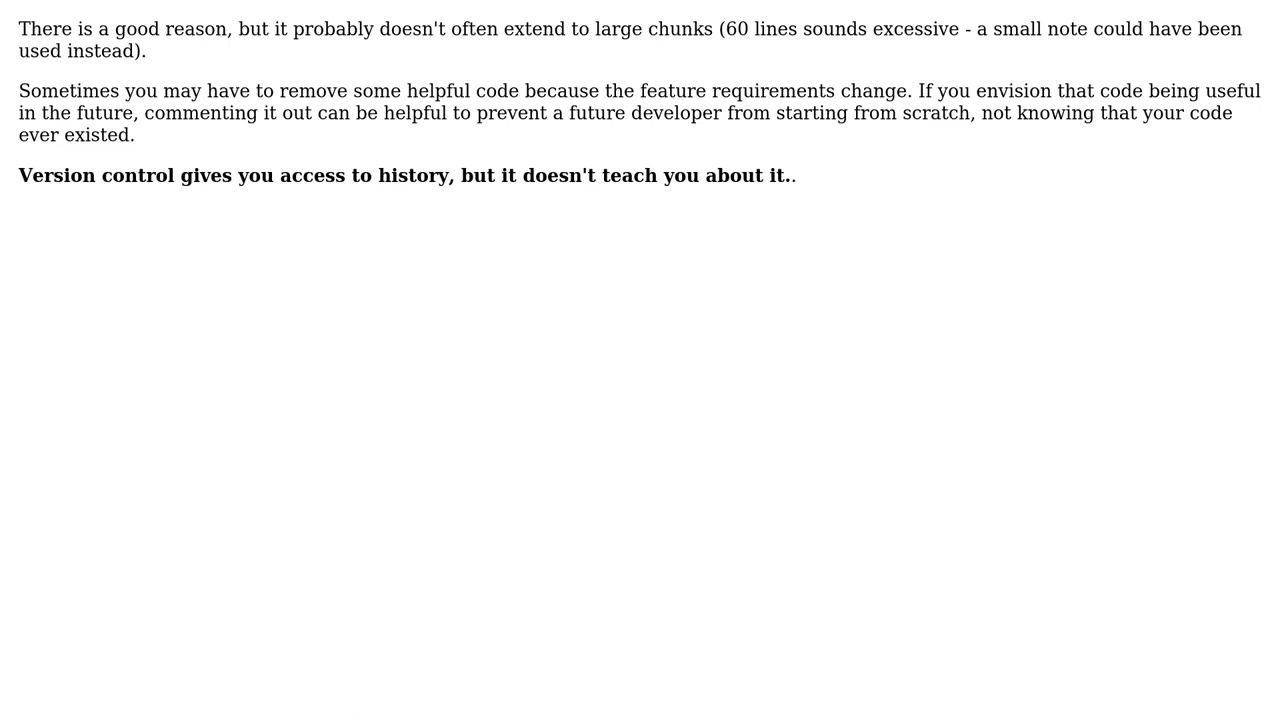 There is a good reason, but it probably doesn't often extend to large chunks (60 lines sounds excessive - a small note could have been
used instead).
Sometimes you may have to remove some helpful code because the feature requirements change. If you envision that code being useful
in the future, commenting it out can be helpful to prevent a future developer from starting from scratch, not knowing that your code
ever existed.
Version control gives you access to history, but it doesn't teach you about it..